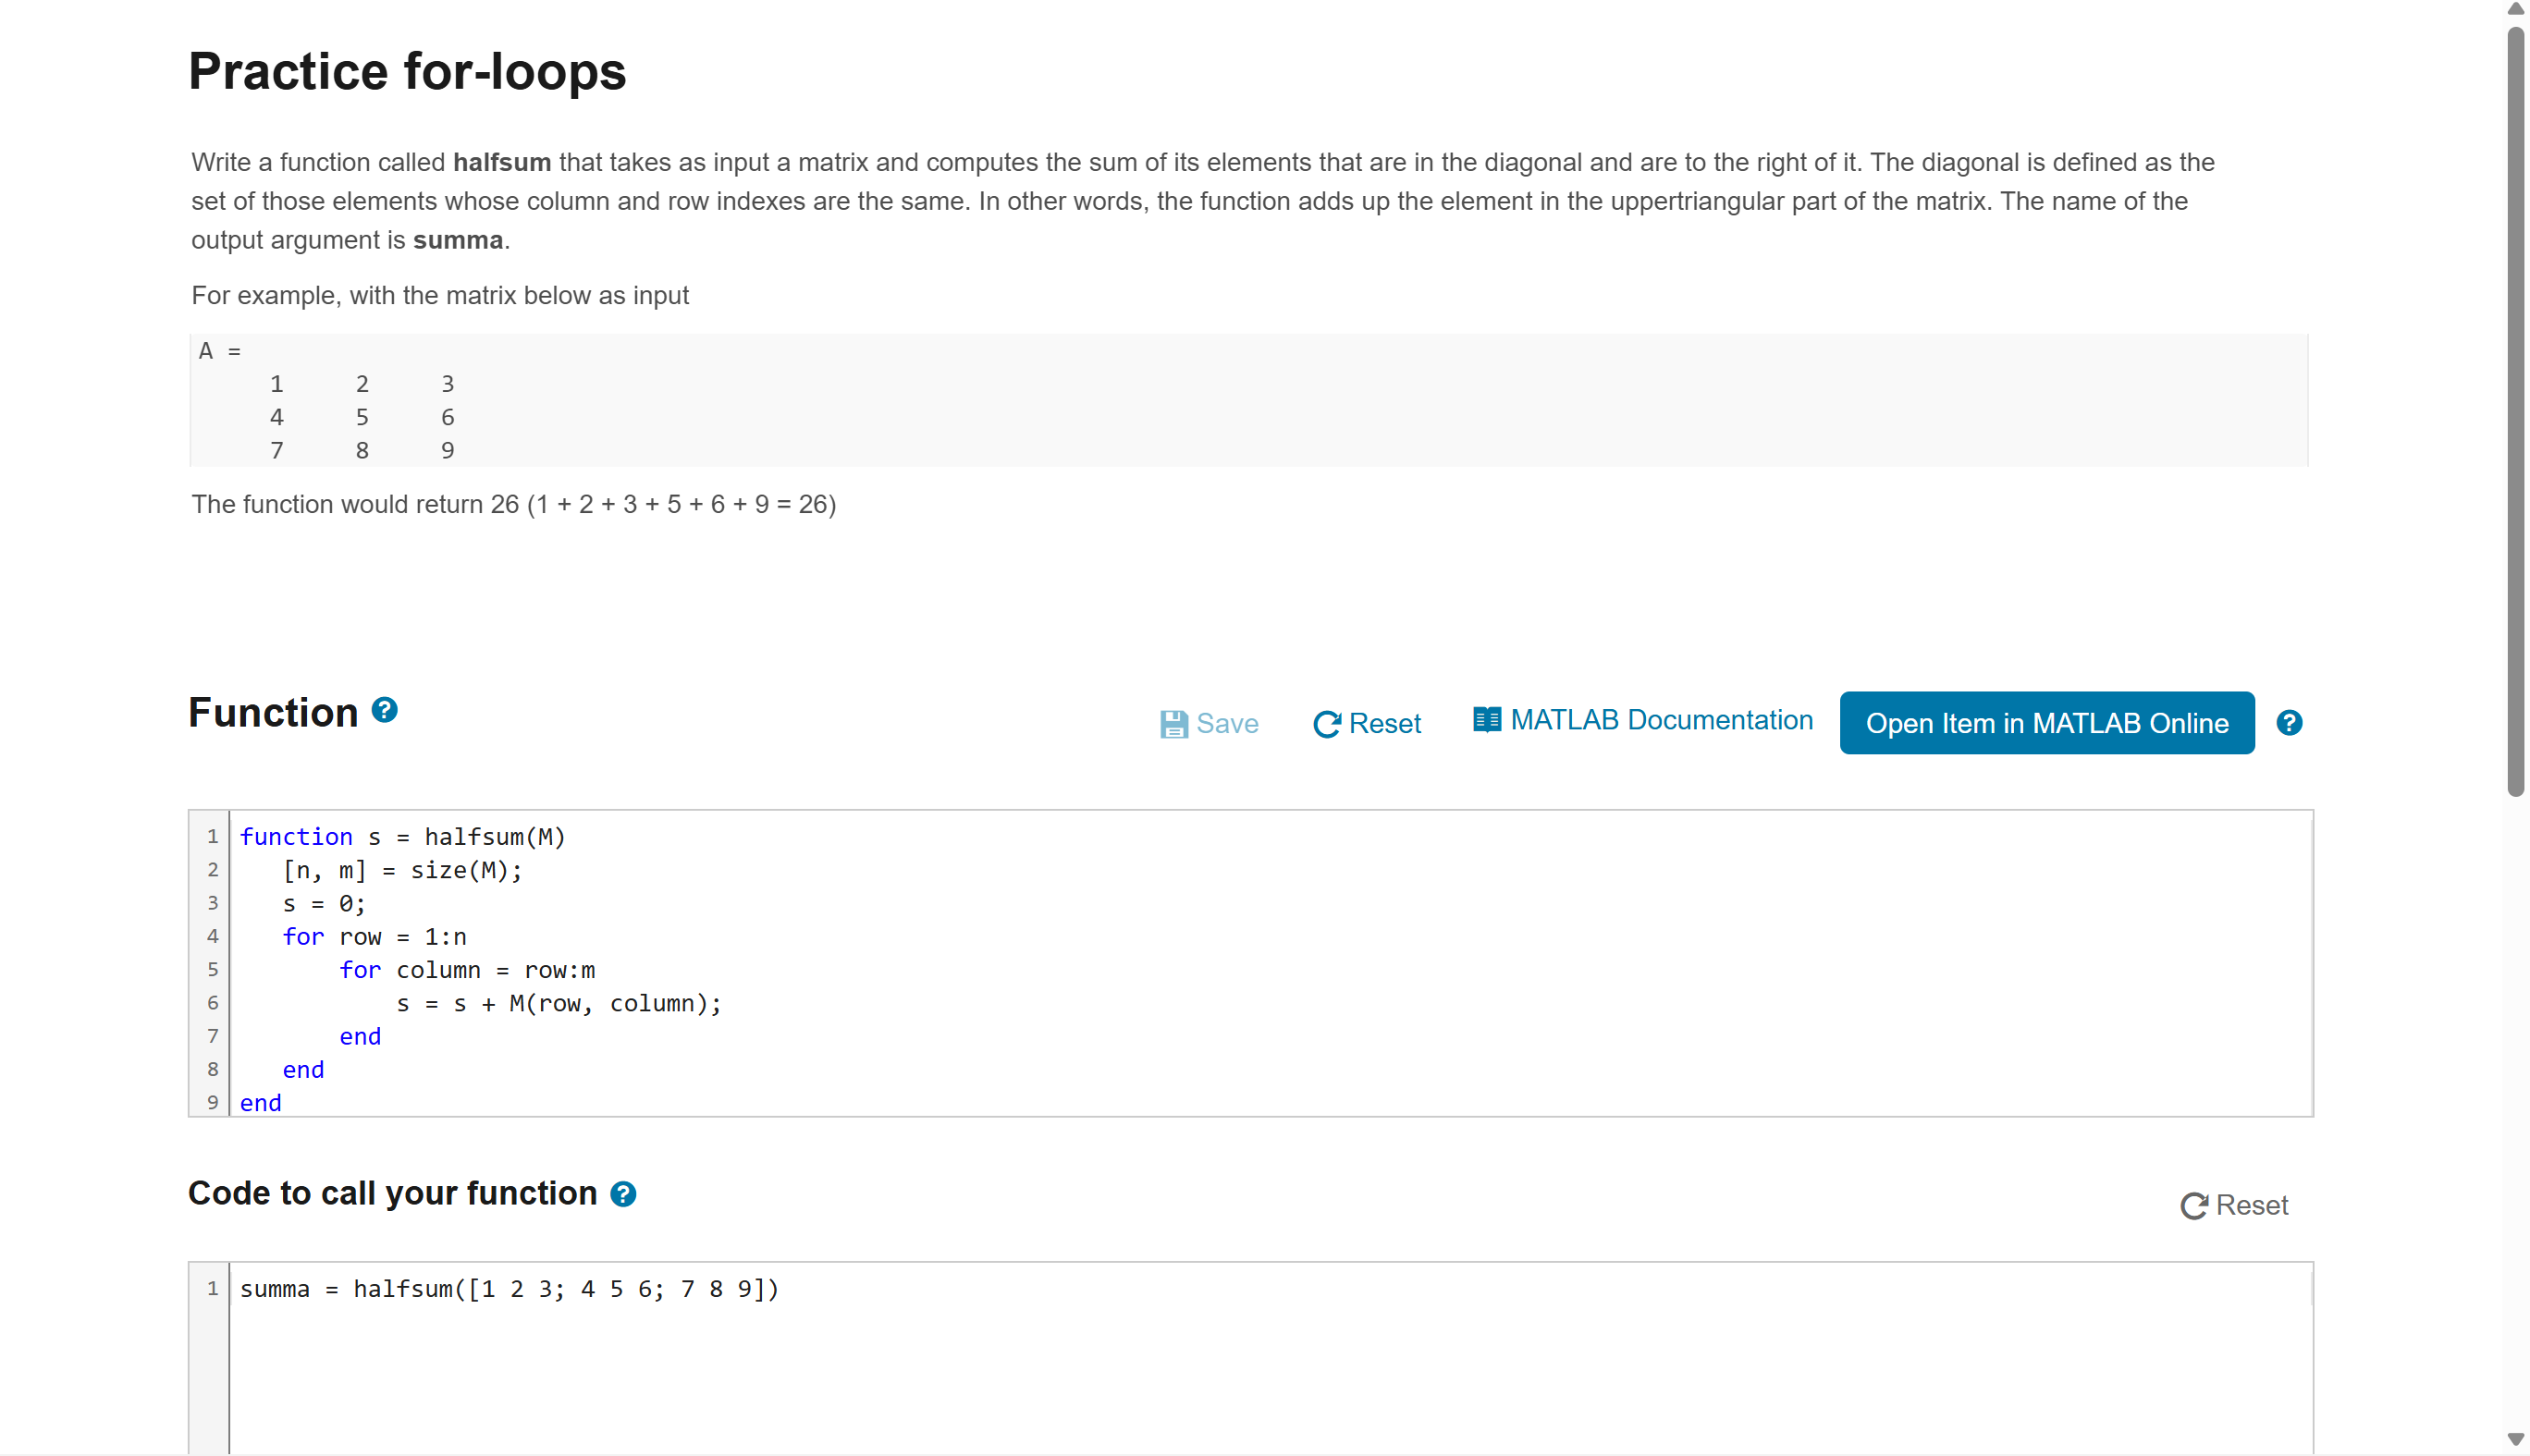 Practice for-loops
Write a function called halfsum that takes as input a matrix and computes the sum of its elements that are in the diagonal and are to the right of it. The diagonal is defined as the
set of those elements whose column and row indexes are the same. In other words, the function adds up the element in the uppertriangular part of the matrix. The name of the
output argument is summa.
For example, with the matrix below as input
A =
1 2 3
4 5 6
7 8 9
The function would return 26 (1 + 2 + 3 + 5 + 6 + 9 = 26)
Function ?
Save Reset MATLAB Documentation Open Item in MATLAB Online ?
1 function s = halfsum(M)
2 [n, m] = size(M);
3 s = 0;
4 for row = 1:n
5 for column = row:m
6 s = s + M(row, column);
7 end
8 end
9 end
Code to call your function ?
Reset
1 summa = halfsum([1 2 3; 4 5 6; 7 8 9])